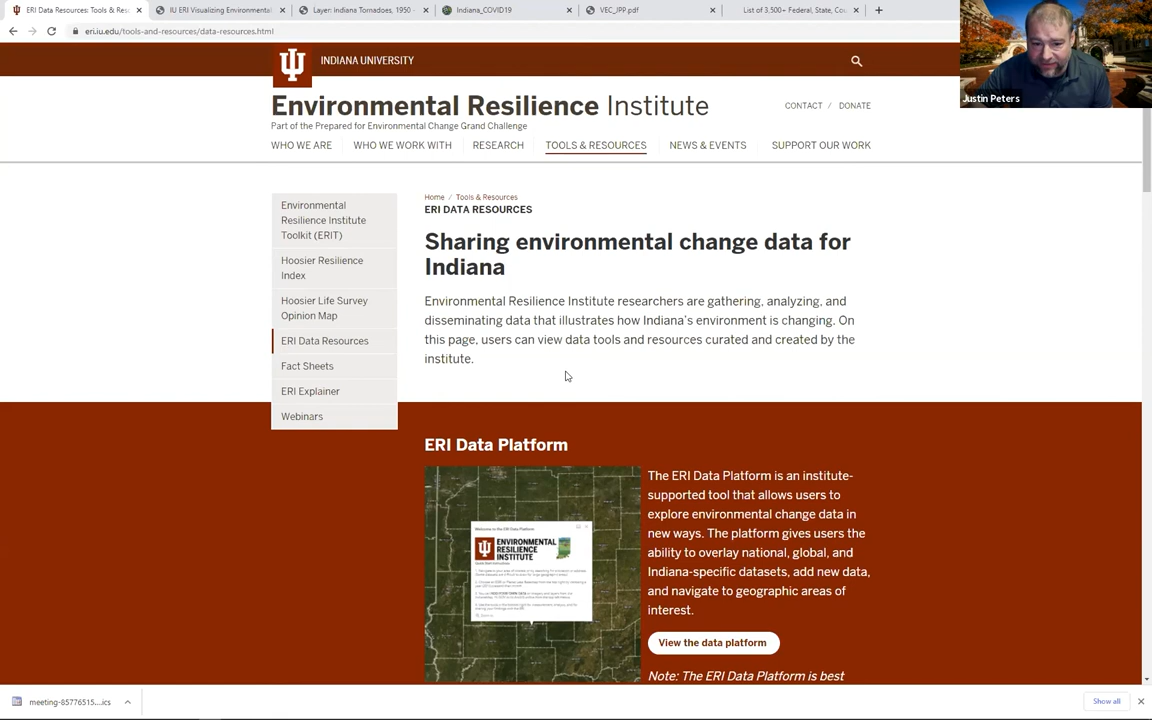 ERI Data Resources: Tools & Res
IU ERI Visualizing Environmental
Layer: Indiana Tornadoes, 1950 -
Indiana_COVID19
VEC_JPP.pdf
List of 3,500+ Federal, State, Cou
eri.iu.edu/tools-and-resources/data-resources.html
INDIANA UNIVERSITY
Justin Peters
Environmental Resilience Institute
Part of the Prepared for Environmental Change Grand Challenge
CONTACT / DONATE
WHO WE ARE WHO WE WORK WITH RESEARCH TOOLS & RESOURCES NEWS & EVENTS SUPPORT OUR WORK
Environmental
Resilience Institute
Toolkit (ERIT)
Hoosier Resilience
Index
Hoosier Life Survey
Opinion Map
ERI Data Resources
Fact Sheets
ERI Explainer
Webinars
Home / Tools & Resources
ERI DATA RESOURCES
Sharing environmental change data for
Indiana
Environmental Resilience Institute researchers are gathering, analyzing, and
disseminating data that illustrates how Indiana's environment is changing. On
this page, users can view data tools and resources curated and created by the
institute.
ERI Data Platform
Welcome to the ERI Data Platform
ENVIRONMENTAL
RESILIENCE
INSTITUTE
The ERI Data Platform is an institute-
supported tool that allows users to
explore environmental change data in
new ways. The platform gives users the
ability to overlay national, global, and
Indiana-specific datasets, add new data,
and navigate to geographic areas of
interest.
View the data platform
Note: The ERI Data Platform is best
meeting-85776515....ics
Show all